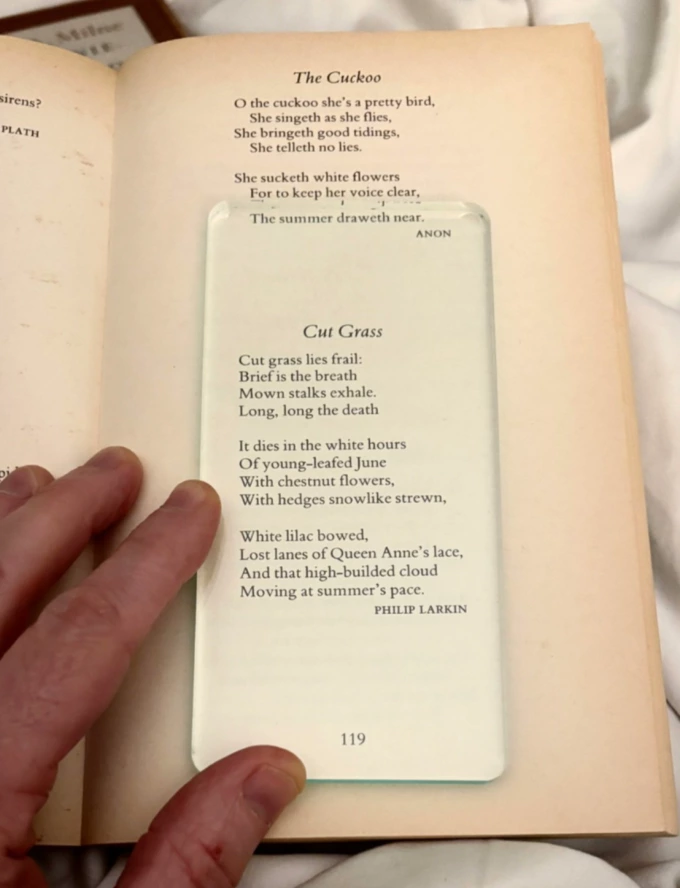 Milne
sirens?
PLATH
The Cuckoo
O the cuckoo she's a pretty bird,
She singeth as she flies,
She bringeth good tidings,
She telleth no lies.
She sucketh white flowers
For to keep her voice clear,
The summer draweth near.
ANON
Cut Grass
Cut grass lies frail:
Brief is the breath
Mown stalks exhale.
Long, long the death
It dies in the white hours
Of young-leafed June
With chestnut flowers,
With hedges snowlike strewn,
White lilac bowed,
Lost lanes of Queen Anne's lace,
And that high-builded cloud
Moving at summer's pace.
PHILIP LARKIN
119